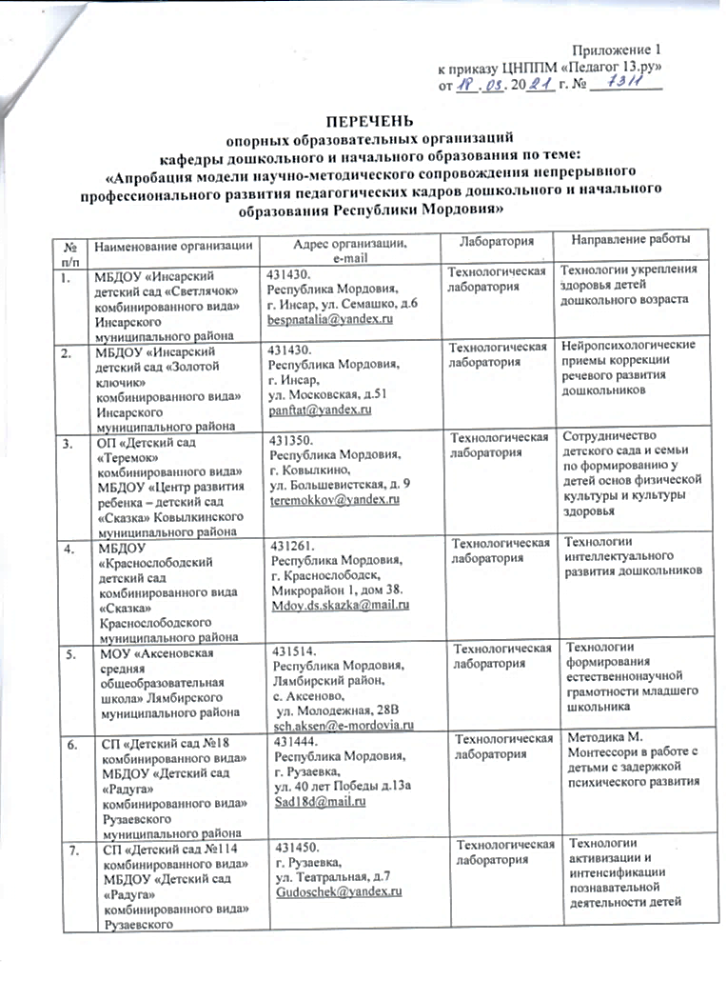 Приложение 1
к приказу ЦНППМ «Педагог 13.ру»
от 18 . 03. 2021 г. №
ПЕРЕЧЕНЬ
опорных образовательных организаций
кафедры дошкольного и начального образования по теме:
«Апробация модели научно-методического сопровождения непрерывного
профессионального развития педагогических кадров дошкольного и начального
образования Республики Мордовия»
№
п/п
Наименование организации
Адрес организации,
e-mail
Лаборатория
Направление работы
1.
МБДОУ «Инсарский
детский сад «Светлячок»
комбинированного вида»
Инсарского
муниципального района
431430.
Республика Мордовия,
г. Инсар, ул. Семашко, д.6
bespnatalia@yandex.ru
Технологическая
лаборатория
Технологии укрепления
здоровья детей
дошкольного возраста
2.
МБДОУ «Инсарский
детский сад «Золотой
ключик»
комбинированного вида»
Инсарского
муниципального района
431430.
Республика Мордовия,
г. Инсар,
ул. Московская, д.51
panftat@yandex.ru
Технологическая
лаборатория
Нейропсихологические
приемы коррекции
речевого развития
дошкольников
3.
ОП «Детский сад
«Теремок»
комбинированного вида»
МБДОУ «Центр развития
ребенка – детский сад
«Сказка» Ковылкинского
муниципального района
431350.
Республика Мордовия,
г. Ковылкино,
ул. Большевистская, д. 9
teremokkov@yandex.ru
Технологическая
лаборатория
Сотрудничество
детского сада и семьи
по формированию у
детей основ физической
культуры и культуры
здоровья
4.
МБДОУ
«Краснослободский
детский сад
комбинированного вида
«Сказка»
Краснослободского
муниципального района
431261.
Республика Мордовия,
г. Краснослободск,
Микрорайон 1, дом 38.
Mdoy.ds.skazka@mail.ru
Технологическая
лаборатория
Технологии
интеллектуального
развития дошкольников
5.
МОУ «Аксеновская
средняя
общеобразовательная
школа» Лямбирского
муниципального района
431514.
Республика Мордовия,
Лямбирский район,
с. Аксеново,
ул. Молодежная, 28В
sch.aksen@e-mordovia.ru
Технологическая
лаборатория
Технологии
формирования
естественнонаучной
грамотности младшего
школьника
6.
СП «Детский сад №18
комбинированного вида»
МБДОУ «Детский сад
«Радуга»
комбинированного вида»
Рузаевского
муниципального района
431444.
Республика Мордовия,
г. Рузаевка,
ул. 40 лет Победы д.13а
Sad18d@mail.ru
Технологическая
лаборатория
Методика М.
Монтессори в работе с
детьми с задержкой
психического развития
7.
СП «Детский сад №114
комбинированного вида»
МБДОУ «Детский сад
«Радуга»
комбинированного вида»
Рузаевского
431450.
г. Рузаевка,
ул. Театральная, д.7
Gudoschek@yandex.ru
Технологическая
лаборатория
Технологии
активизации и
интенсификации
познавательной
деятельности детей